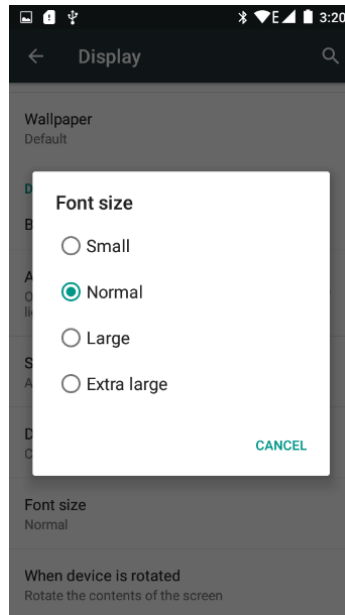 E 3:20
Display
Wallpaper
Default
D
B
Font size
Small
Normal
Large
Extra large
CANCEL
A
O
li
S
A
D
C
Font size
Normal
When device is rotated
Rotate the contents of the screen